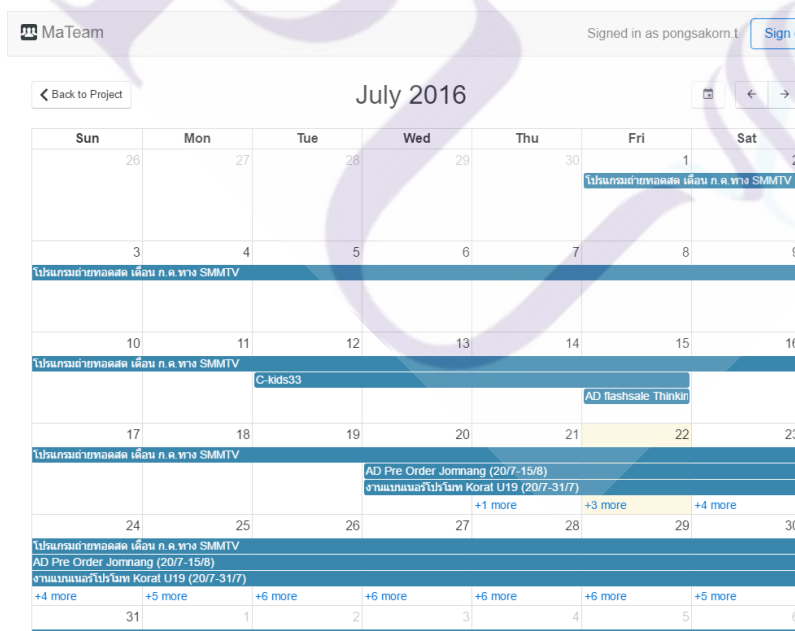 MaTeam
Signed in as pongsakorn.t Sign
Back to Project
July 2016
Sun Mon Tue Wed Thu Fri Sat
26 27 28 29 30 1 2
โปรแกรมถ่ายทอดสด เดือน ก.ค.ทาง SMMTV
3 4 5 6 7 8 9
โปรแกรมถ่ายทอดสด เดือน ก.ค.ทาง SMMTV
10 11 12 13 14 15 16
โปรแกรมถ่ายทอดสด เดือน ก.ค.ทาง SMMTV
C-kids33
AD flashsale Thinkin
17 18 19 20 21 22 23
โปรแกรมถ่ายทอดสด เดือน ก.ค.ทาง SMMTV
AD Pre Order Jomnang (20/7-15/8)
งานแบนเนอร์โปรโมท Korat U19 (20/7-31/7)
+1 more +3 more +4 more
24 25 26 27 28 29 30
โปรแกรมถ่ายทอดสด เดือน ก.ค.ทาง SMMTV
AD Pre Order Jomnang (20/7-15/8)
งานแบนเนอร์โปรโมท Korat U19 (20/7-31/7)
+4 more +5 more +6 more +6 more +6 more +6 more +5 more
31 1 2 3 4 5 6